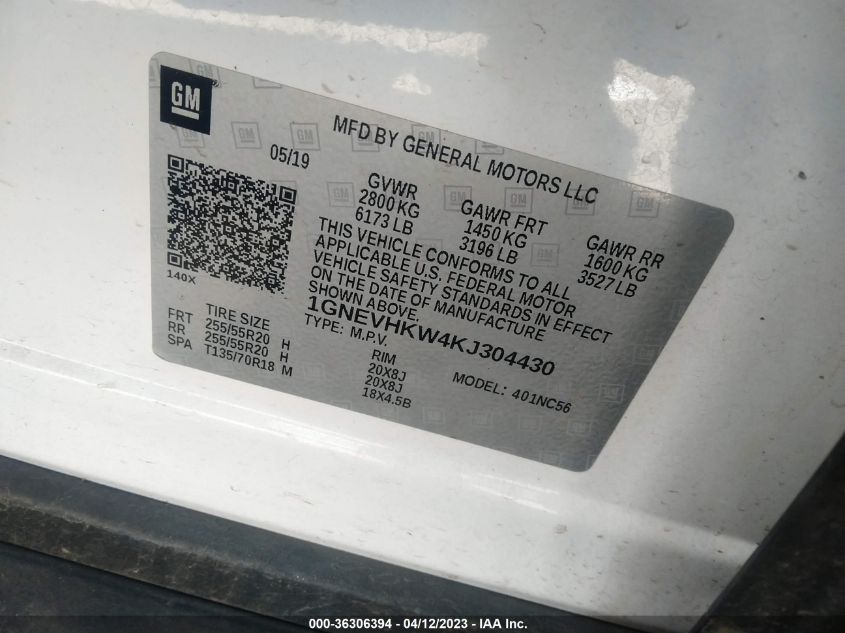 GM
MFD BY GENERAL MOTORS LLC
05/19
GVWR GAWR FRT GAWR RR
2800 KG 1450 KG 1600 KG
6173 LB 3196 LB 3527 LB
THIS VEHICLE CONFORMS TO ALL
APPLICABLE U.S. FEDERAL MOTOR
VEHICLE SAFETY STANDARDS IN EFFECT
ON THE DATE OF MANUFACTURE
SHOWN ABOVE.
1GNEVHKW4KJ304430
TYPE: M.P.V.
MODEL: 401NC56
140X
TIRE SIZE RIM
FRT 255/55R20 H 20X8J
RR 255/55R20 H 20X8J
SPA T135/70R18 M 18X4.5B
000-36306394 - 04/12/2023 - IAA Inc.